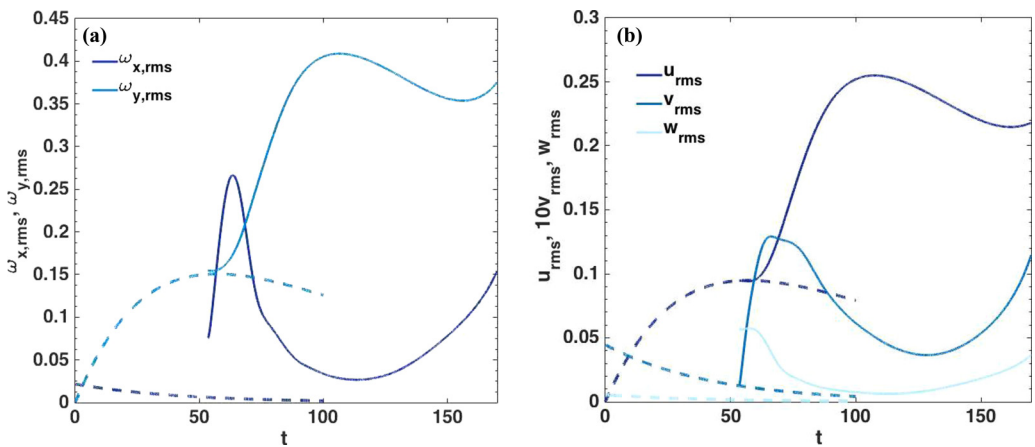 (a)
ω_x,rms
ω_y,rms
ω_x,rms, ω_y,rms
0.45
0.4
0.35
0.3
0.25
0.2
0.15
0.1
0.05
0
0 50 100 150
t
(b)
u_rms
v_rms
w_rms
u_rms, 10v_rms, w_rms
0.3
0.25
0.2
0.15
0.1
0.05
0
0 50 100 150
t